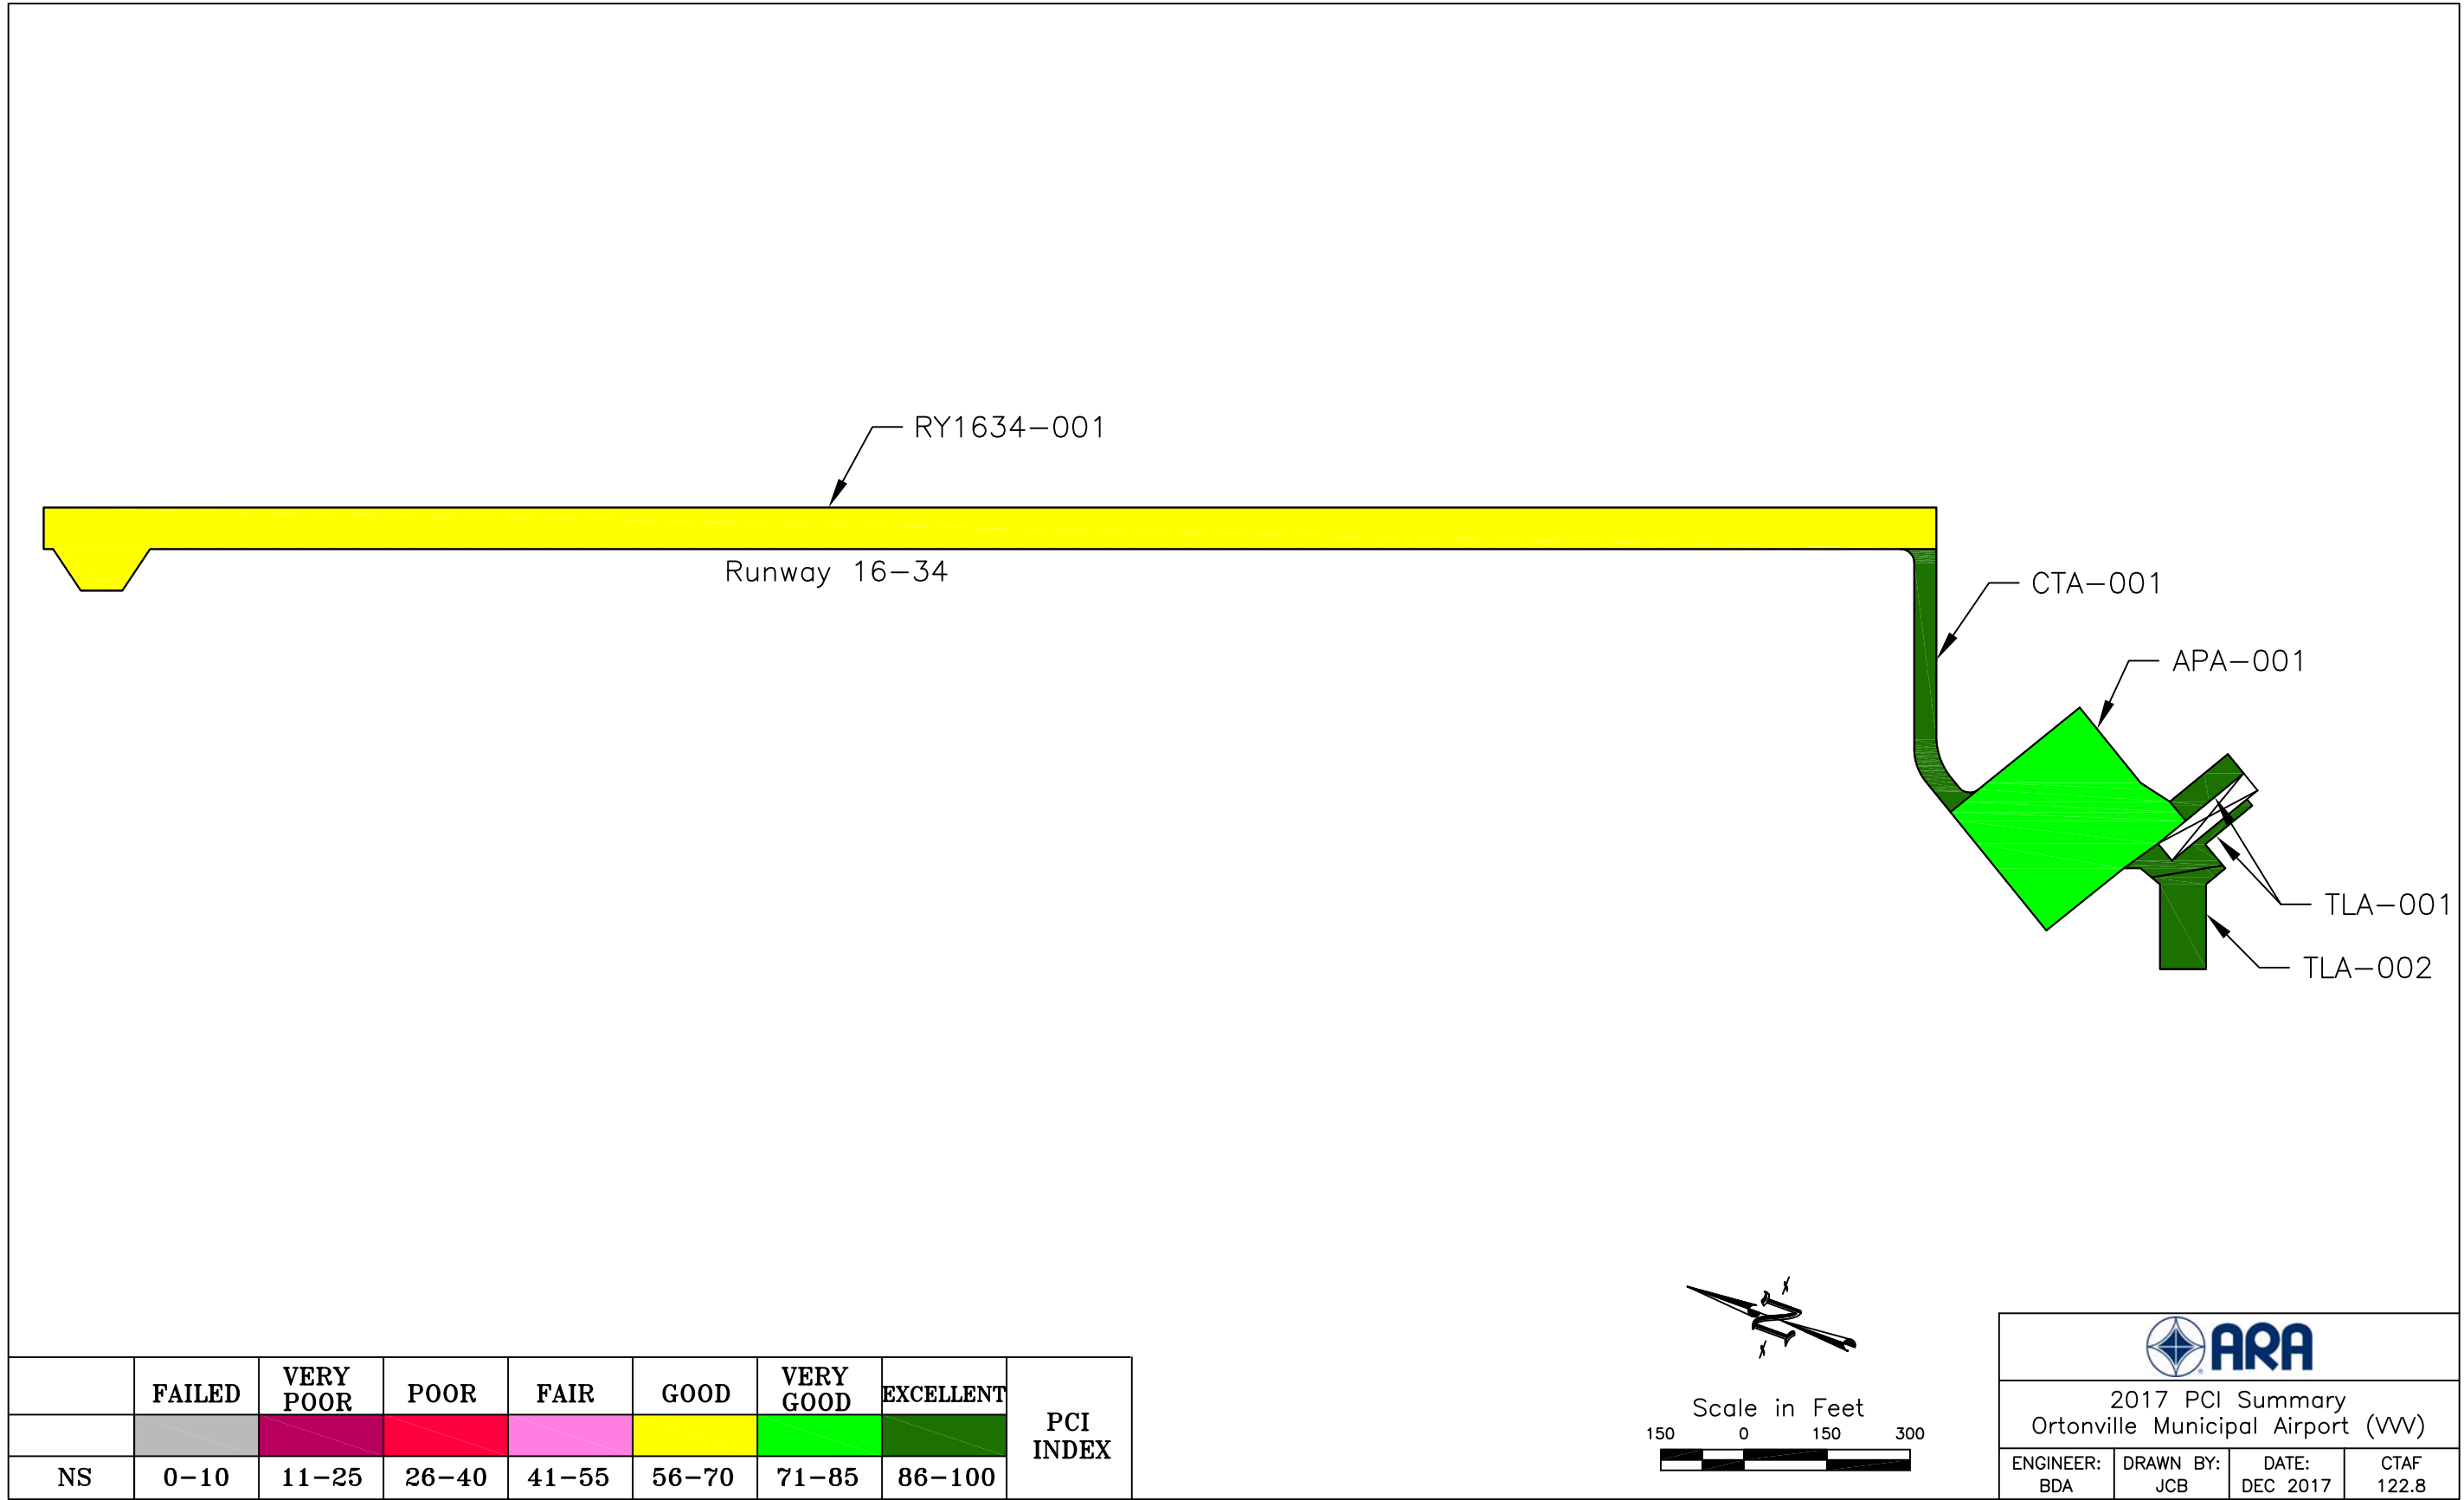 RY1634-001
Runway 16-34
CTA-001
APA-001
TLA-001
TLA-002
N
Scale in Feet
150 0 150 300
FAILED VERY POOR POOR FAIR GOOD VERY GOOD EXCELLENT PCI INDEX
NS 0-10 11-25 26-40 41-55 56-70 71-85 86-100
ARA
2017 PCI Summary
Ortonville Municipal Airport (VVV)
ENGINEER: DRAWN BY: DATE: CTAF
BDA JCB DEC 2017 122.8